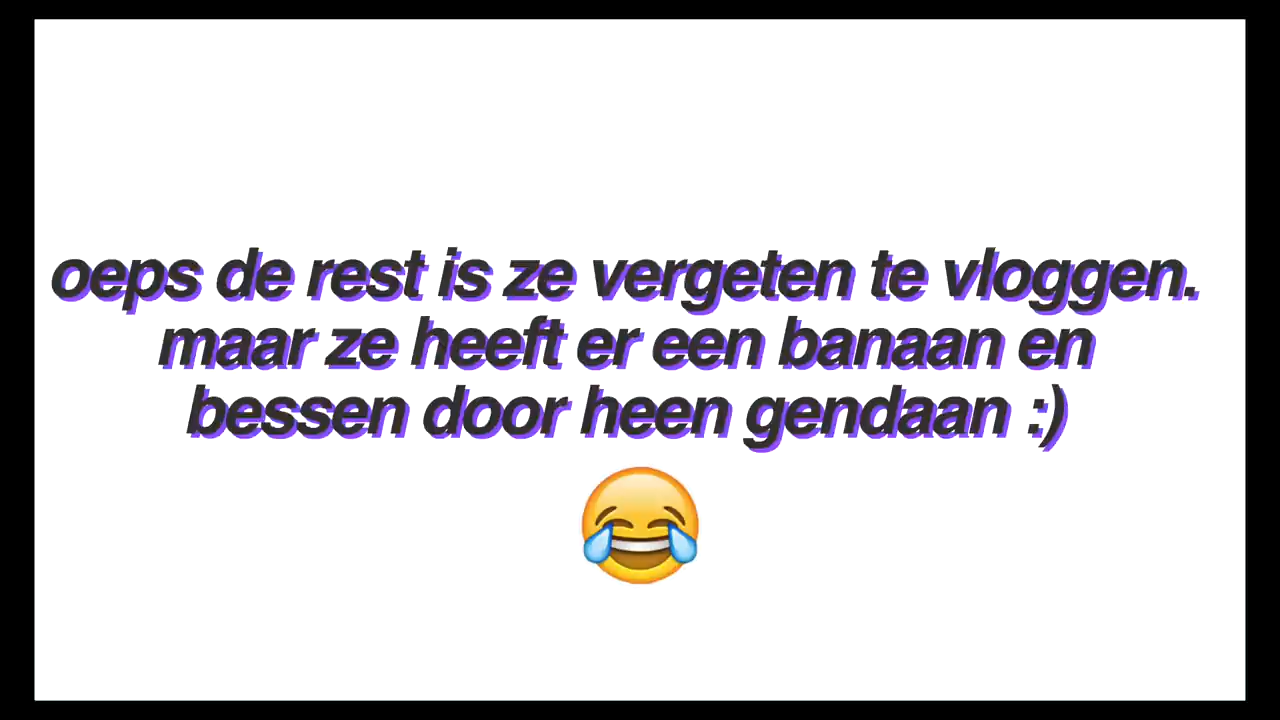 oeps de rest is ze vergeten te vloggen.
maar ze heeft er een banaan en
bessen door heen gendaan :)